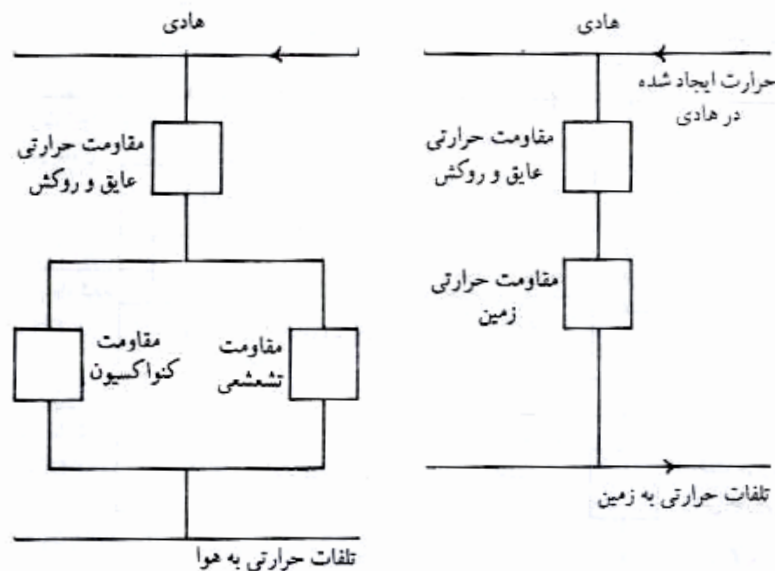 هادی
حرارت ایجاد شده
در هادی
مقاومت حرارتی
عایق و روکش
مقاومت حرارتی
زمین
تلفات حرارتی به زمین
هادی
مقاومت حرارتی
عایق و روکش
مقاومت
تشعشعی
مقاومت
کنواکسیون
تلفات حرارتی به هوا